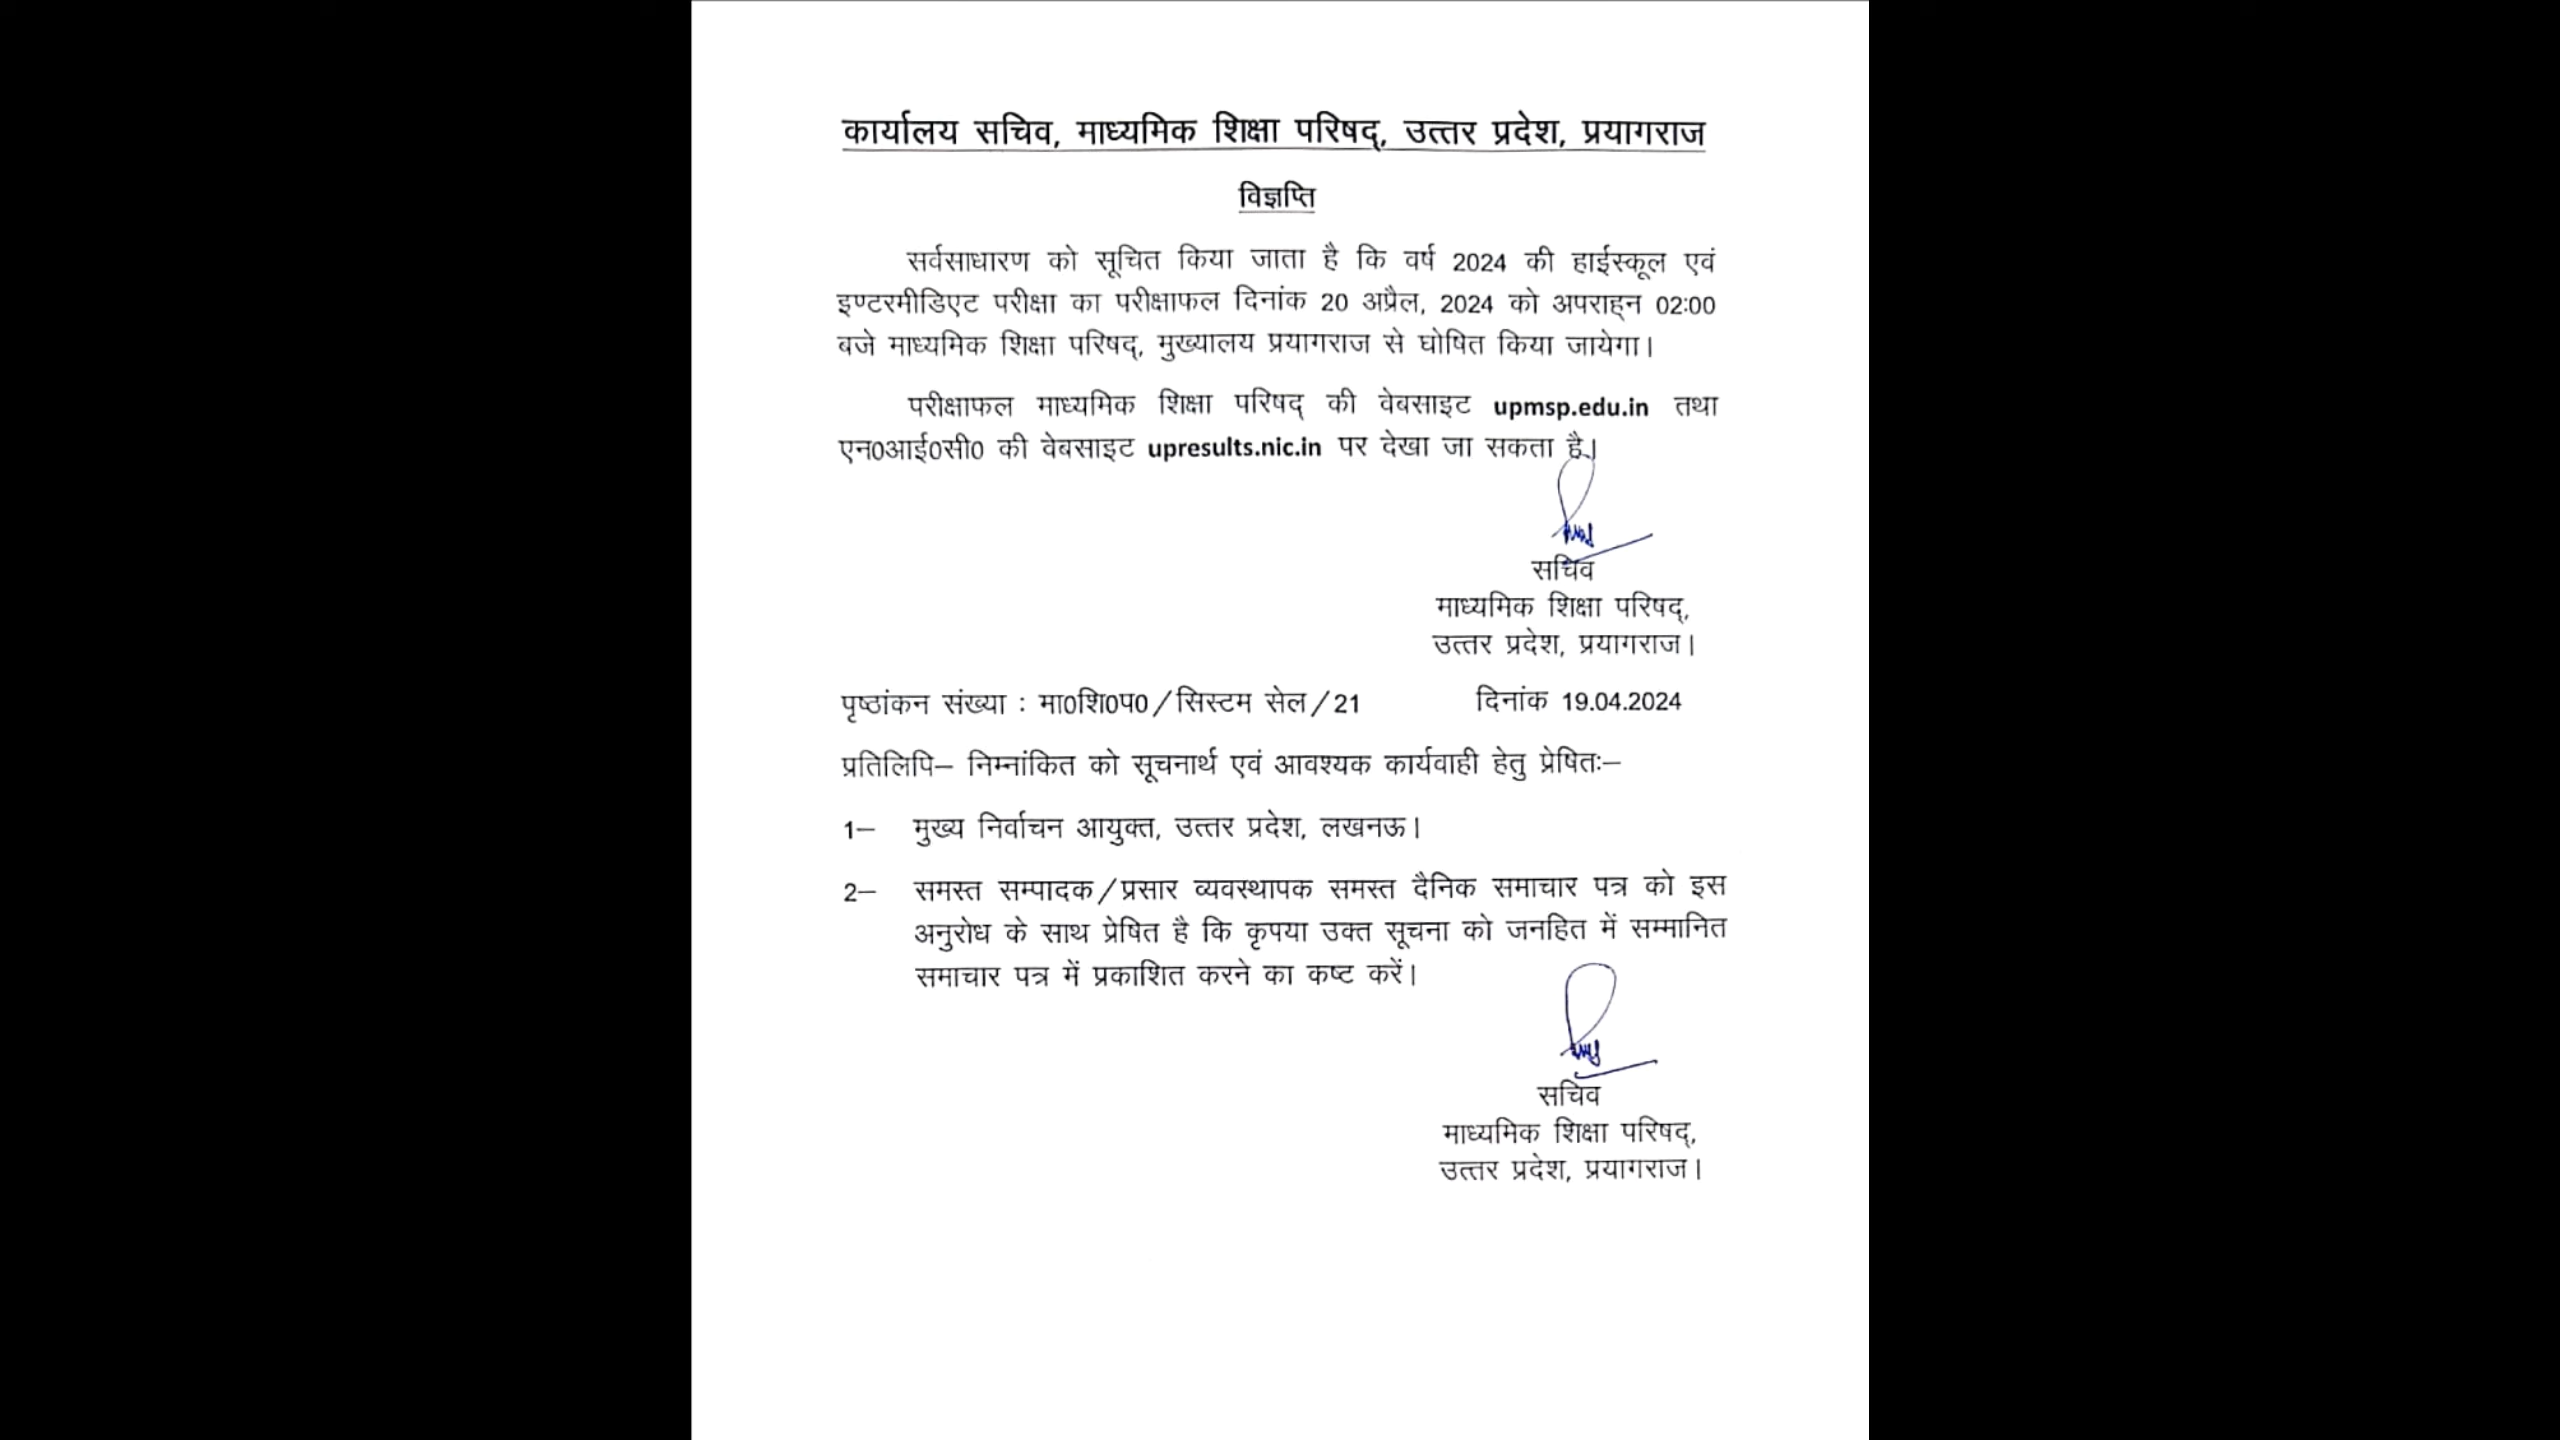 कार्यालय सचिव, माध्यमिक शिक्षा परिषद्, उत्तर प्रदेश, प्रयागराज
विज्ञप्ति
सर्वसाधारण को सूचित किया जाता है कि वर्ष 2024 की हाईस्कूल एवं
इण्टरमीडिएट परीक्षा का परीक्षाफल दिनांक 20 अप्रैल, 2024 को अपराह्न 02:00
बजे माध्यमिक शिक्षा परिषद्, मुख्यालय प्रयागराज से घोषित किया जायेगा।
परीक्षाफल माध्यमिक शिक्षा परिषद् की वेबसाइट upmsp.edu.in तथा
एन0आई0सी0 की वेबसाइट upresults.nic.in पर देखा जा सकता है।
सचिव
माध्यमिक शिक्षा परिषद्,
उत्तर प्रदेश, प्रयागराज।
पृष्ठांकन संख्या : मा0शि0प0/सिस्टम सेल/21 दिनांक 19.04.2024
प्रतिलिपि– निम्नांकित को सूचनार्थ एवं आवश्यक कार्यवाही हेतु प्रेषितः–
1– मुख्य निर्वाचन आयुक्त, उत्तर प्रदेश, लखनऊ।
2– समस्त सम्पादक/प्रसार व्यवस्थापक समस्त दैनिक समाचार पत्र को इस
अनुरोध के साथ प्रेषित है कि कृपया उक्त सूचना को जनहित में सम्मानित
समाचार पत्र में प्रकाशित करने का कष्ट करें।
सचिव
माध्यमिक शिक्षा परिषद्,
उत्तर प्रदेश, प्रयागराज।